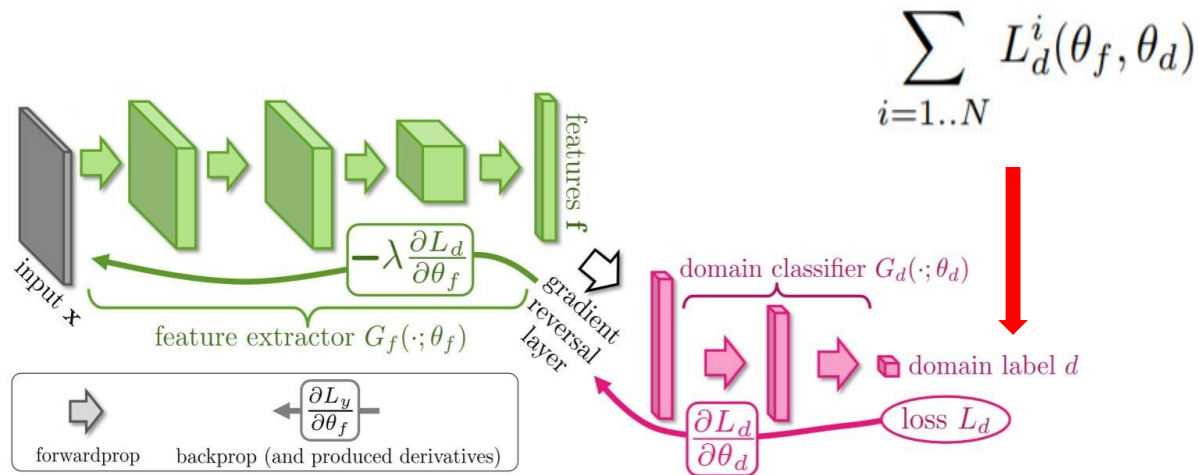 ∑ i=1..N L_d^i(θ_f, θ_d)
features f
−λ ∂L_d/∂θ_f
input x
feature extractor G_f(·; θ_f)
gradient
reversal
layer
domain classifier G_d(·; θ_d)
domain label d
loss L_d
∂L_d/∂θ_d
∂L_y/∂θ_f
forwardprop
backprop (and produced derivatives)